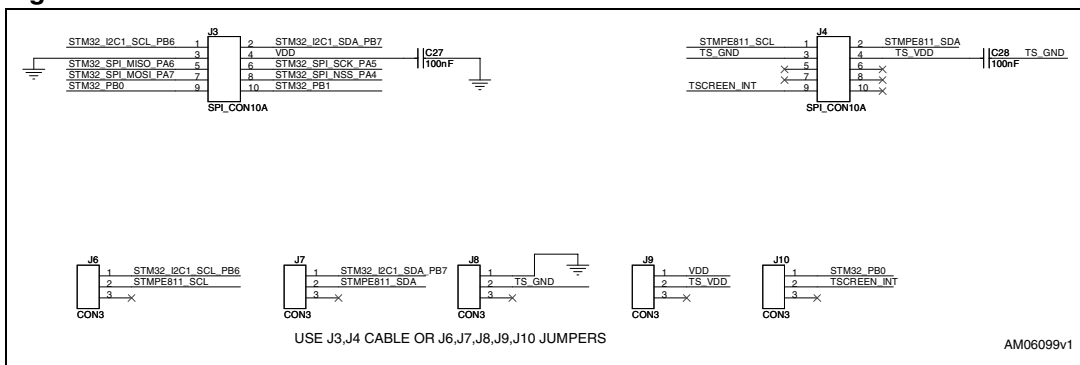 J3
STM32_I2C1_SCL_PB6 1 2 STM32_I2C1_SDA_PB7
3 4 VDD
STM32_SPI_MISO_PA6 5 6 STM32_SPI_SCK_PA5
STM32_SPI_MOSI_PA7 7 8 STM32_SPI_NSS_PA4
STM32_PB0 9 10 STM32_PB1
SPI_CON10A
C27
100nF
J4
STMPE811_SCL 1 2 STMPE811_SDA
TS_GND 3 4 TS_VDD
5 6
7 8
TSCREEN_INT 9 10
SPI_CON10A
C28
100nF
TS_GND
J6
1 STM32_I2C1_SCL_PB6
2 STMPE811_SCL
3
CON3
J7
1 STM32_I2C1_SDA_PB7
2 STMPE811_SDA
3
CON3
J8
1
2 TS_GND
3
CON3
J9
1 VDD
2 TS_VDD
3
CON3
J10
1 STM32_PB0
2 TSCREEN_INT
3
CON3
USE J3,J4 CABLE OR J6,J7,J8,J9,J10 JUMPERS
AM06099v1